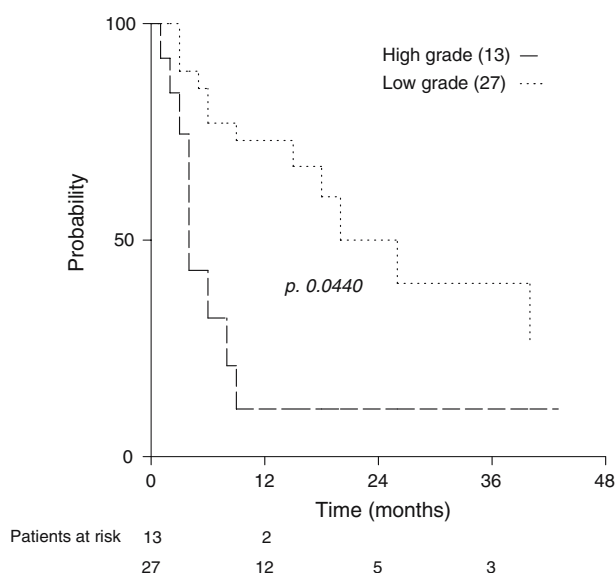 100
High grade (13)
Low grade (27)
Probability
50
p. 0.0440
0
0 12 24 36 48
Time (months)
Patients at risk 13 2
27 12 5 3